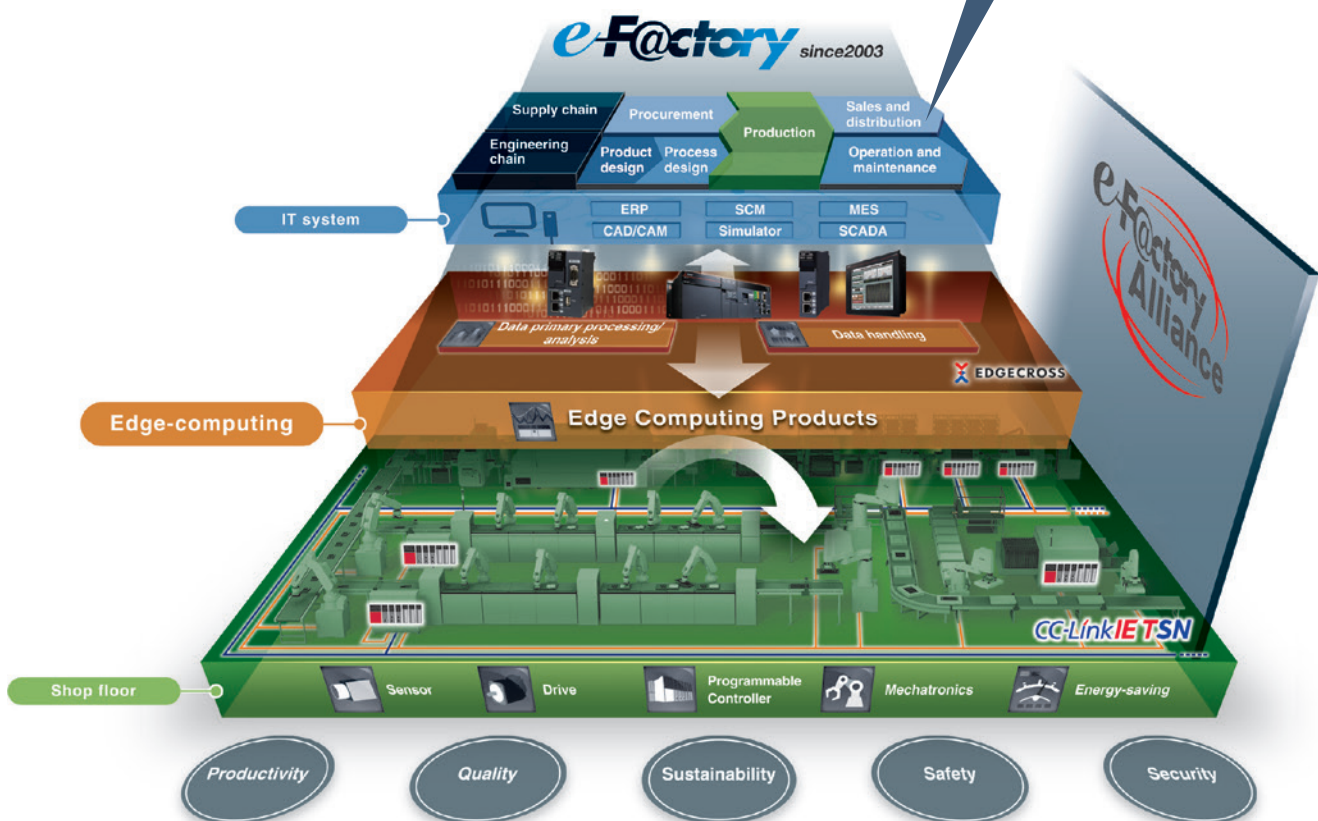 e-F@ctory since2003
Supply chain
Procurement
Production
Sales and
distribution
Engineering
chain
Product
design
Process
design
Operation and
maintenance
IT system
ERP
SCM
MES
CAD/CAM
Simulator
SCADA
Data primary processing/
analysis
Data handling
EDGECROSS
Edge-computing
Edge Computing Products
e-F@ctory
Alliance
CC-Link IE TSN
Shop floor
Sensor
Drive
Programmable
Controller
Mechatronics
Energy-saving
Productivity
Quality
Sustainability
Safety
Security